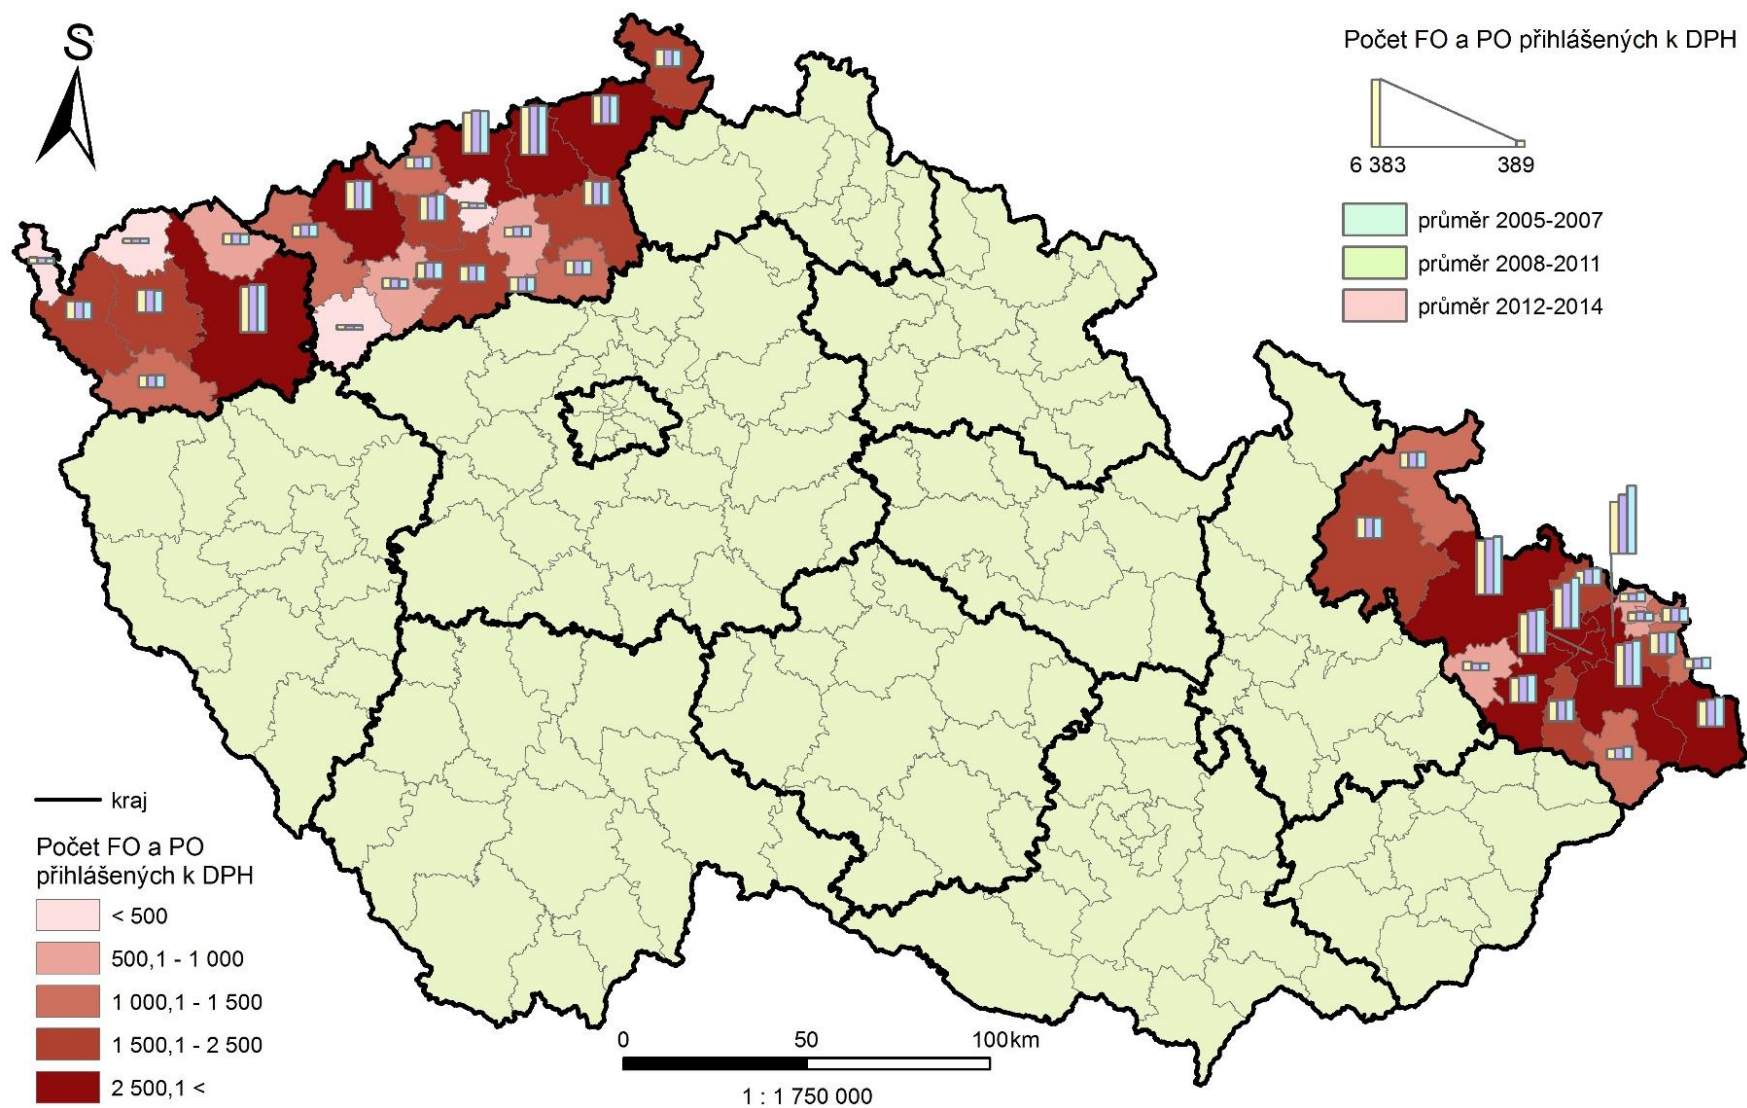 S
Počet FO a PO přihlášených k DPH
6 383
389
průměr 2005-2007
průměr 2008-2011
průměr 2012-2014
kraj
Počet FO a PO
přihlášených k DPH
< 500
500,1 - 1 000
1 000,1 - 1 500
1 500,1 - 2 500
2 500,1 <
0 50 100km
1 : 1 750 000